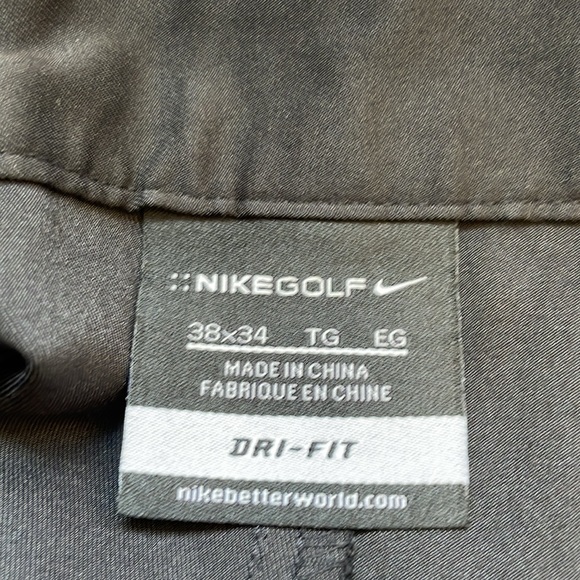 NIKEGOLF
38x34 TG EG
MADE IN CHINA
FABRIQUE EN CHINE
DRI-FIT
nikebetterworld.com